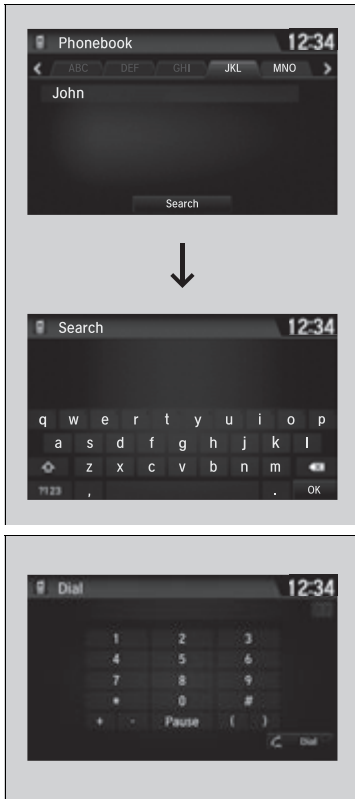 Phonebook 12:34
ABC DEF GHI JKL MNO
John
Search
Search 12:34
q w e r t y u i o p
a s d f g h j k l
z x c v b n m
?123 , . OK
Dial 12:34
1 2 3
4 5 6
7 8 9
* 0 #
+ - Pause ( )
Dial